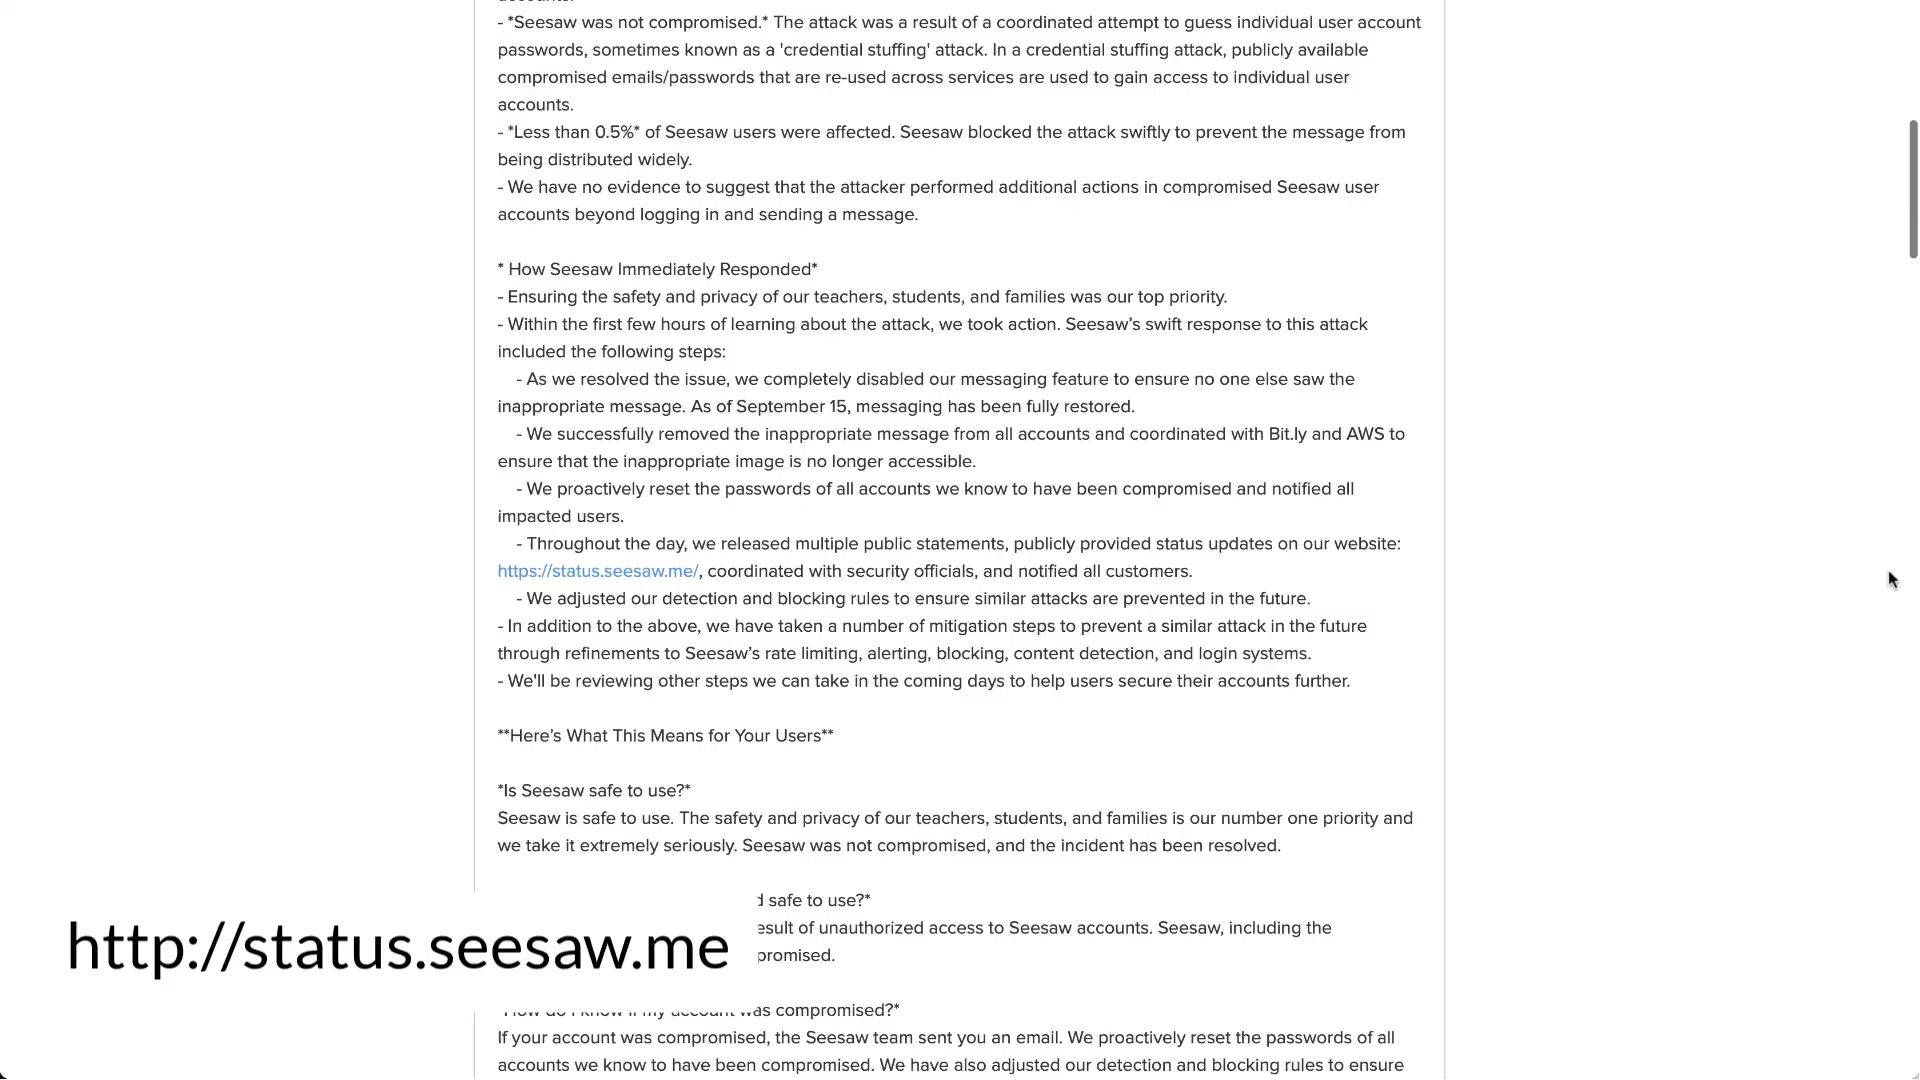 - *Seesaw was not compromised.* The attack was a result of a coordinated attempt to guess individual user account
passwords, sometimes known as a 'credential stuffing' attack. In a credential stuffing attack, publicly available
compromised emails/passwords that are re-used across services are used to gain access to individual user
accounts.
- *Less than 0.5%* of Seesaw users were affected. Seesaw blocked the attack swiftly to prevent the message from
being distributed widely.
- We have no evidence to suggest that the attacker performed additional actions in compromised Seesaw user
accounts beyond logging in and sending a message.
* How Seesaw Immediately Responded*
- Ensuring the safety and privacy of our teachers, students, and families was our top priority.
- Within the first few hours of learning about the attack, we took action. Seesaw’s swift response to this attack
included the following steps:
- As we resolved the issue, we completely disabled our messaging feature to ensure no one else saw the
inappropriate message. As of September 15, messaging has been fully restored.
- We successfully removed the inappropriate message from all accounts and coordinated with Bit.ly and AWS to
ensure that the inappropriate image is no longer accessible.
- We proactively reset the passwords of all accounts we know to have been compromised and notified all
impacted users.
- Throughout the day, we released multiple public statements, publicly provided status updates on our website:
https://status.seesaw.me/, coordinated with security officials, and notified all customers.
- We adjusted our detection and blocking rules to ensure similar attacks are prevented in the future.
- In addition to the above, we have taken a number of mitigation steps to prevent a similar attack in the future
through refinements to Seesaw’s rate limiting, alerting, blocking, content detection, and login systems.
- We'll be reviewing other steps we can take in the coming days to help users secure their accounts further.
**Here’s What This Means for Your Users**
*Is Seesaw safe to use?*
Seesaw is safe to use. The safety and privacy of our teachers, students, and families is our number one priority and
we take it extremely seriously. Seesaw was not compromised, and the incident has been resolved.
safe to use?*
of unauthorized access to Seesaw accounts. Seesaw, including the
http://status.seesaw.me
compromised?*
If your account was compromised, the Seesaw team sent you an email. We proactively reset the passwords of all
accounts we know to have been compromised. We have also adjusted our detection and blocking rules to ensure